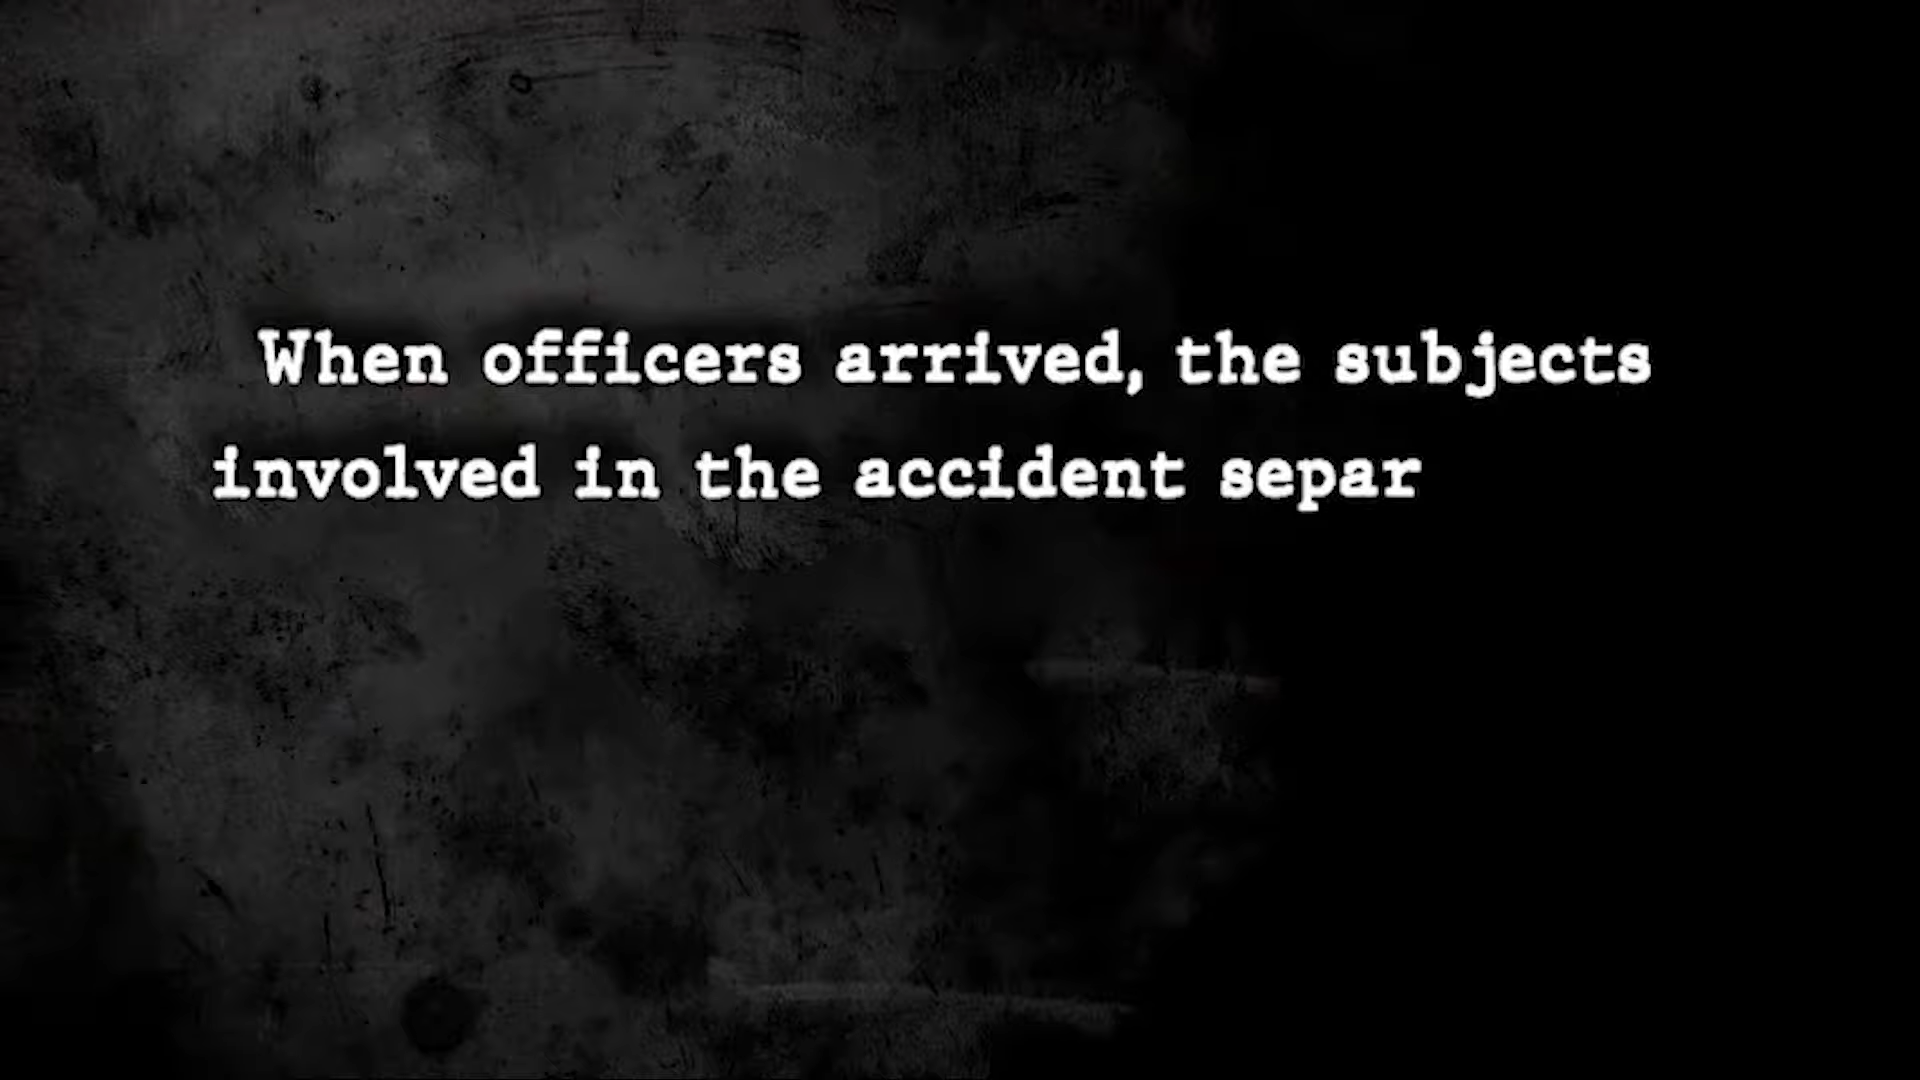 When officers arrived, the subjects
involved in the accident separ